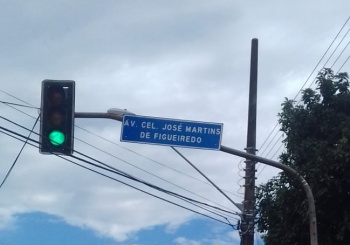 AV. CEL. JOSÉ MARTINS
DE FIGUEIREDO